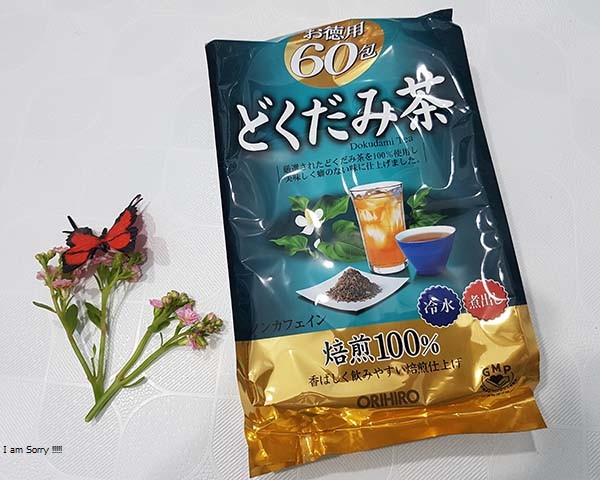 お徳用
60包
どくだみ茶
Dokudami Tea
厳選されたどくだみ茶を100%使用し
美味しく癖のない味に仕上げました。
冷水
煮出し
ノンカフェイン
焙煎100%
香ばしく飲みやすい焙煎仕上げ
GMP
ORIHIRO
I am Sorry !!!!!